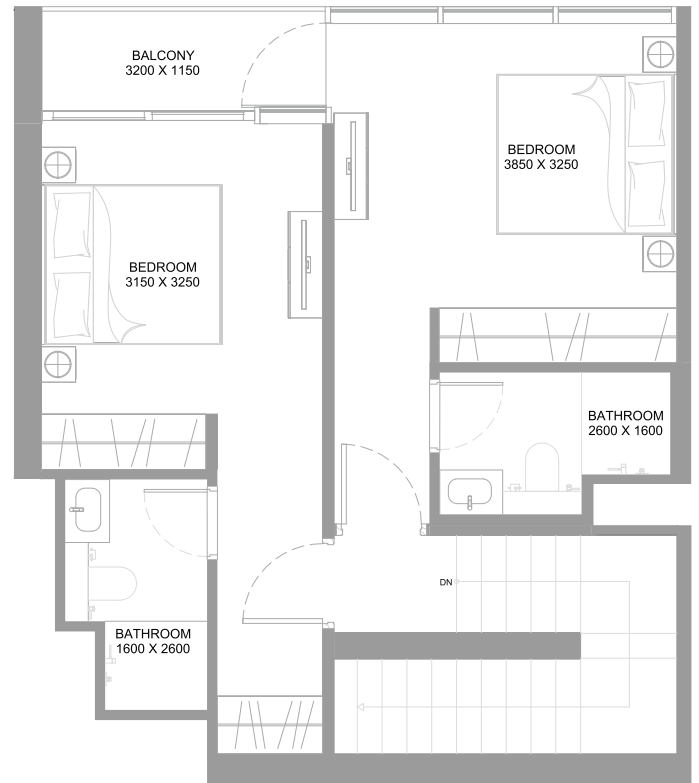 BALCONY
3200 X 1150
BEDROOM
3850 X 3250
BEDROOM
3150 X 3250
BATHROOM
2600 X 1600
DN
BATHROOM
1600 X 2600